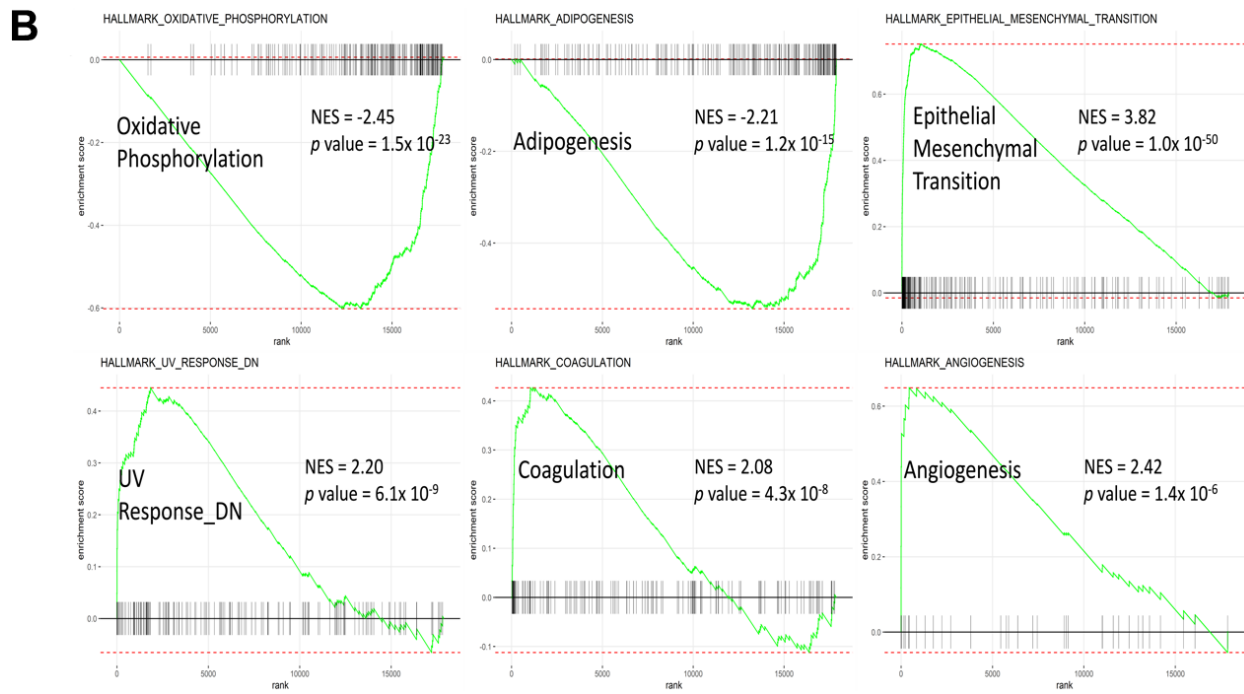 B
HALLMARK_OXIDATIVE_PHOSPHORYLATION
0.0
-0.2
-0.4
-0.6
enrichment score
Oxidative
Phosphorylation
NES = -2.45
p value = 1.5x 10-23
0
5000
10000
15000
rank
HALLMARK_ADIPOGENESIS
0.0
-0.2
-0.4
enrichment score
Adipogenesis
NES = -2.21
p value = 1.2x 10-15
0
5000
10000
15000
rank
HALLMARK_EPITHELIAL_MESENCHYMAL_TRANSITION
0.6
0.4
0.2
0.0
enrichment score
Epithelial
Mesenchymal
Transition
NES = 3.82
p value = 1.0x 10-50
0
5000
10000
15000
rank
HALLMARK_UV_RESPONSE_DN
0.4
0.3
0.2
0.1
0.0
enrichment score
UV
Response_DN
NES = 2.20
p value = 6.1x 10-9
0
5000
10000
15000
rank
HALLMARK_COAGULATION
0.4
0.3
0.2
0.1
0.0
-0.1
enrichment score
Coagulation
NES = 2.08
p value = 4.3x 10-8
0
5000
10000
15000
rank
HALLMARK_ANGIOGENESIS
0.6
0.4
0.2
0.0
enrichment score
Angiogenesis
NES = 2.42
p value = 1.4x 10-6
0
5000
10000
15000
rank